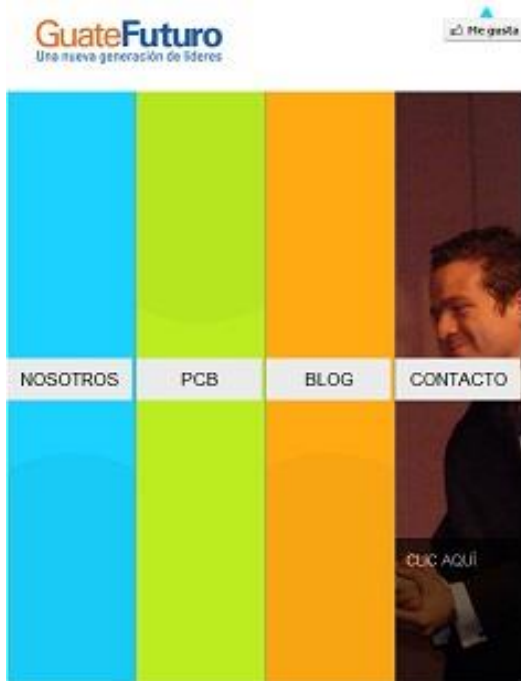 GuateFuturo
Una nueva generación de líderes
Me gusta
NOSOTROS
PCB
BLOG
CONTACTO
CLIC AQUÍ